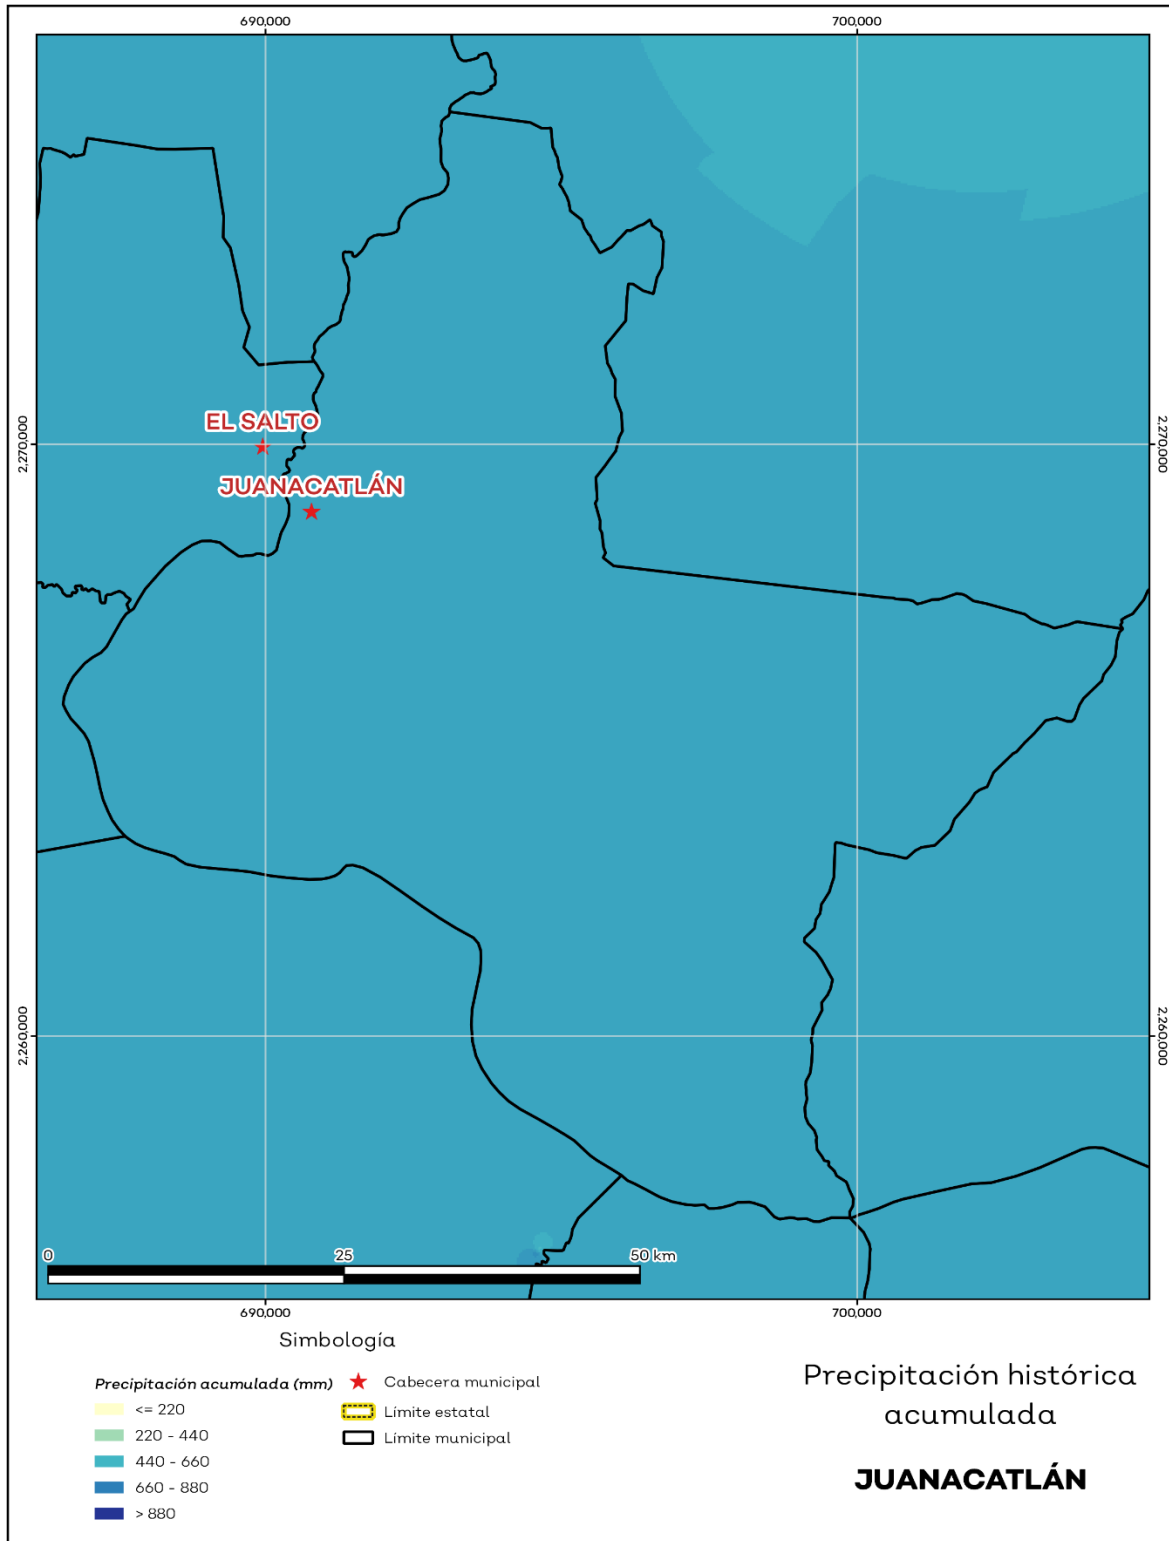 690,000
700,000
EL SALTO
2,270,000
2,270,000
JUANACATLÁN
2,260,000
2,260,000
0
25
50 km
690,000
700,000
Simbología
Precipitación acumulada (mm)
<= 220
220 - 440
440 - 660
660 - 880
> 880
Cabecera municipal
Límite estatal
Límite municipal
Precipitación histórica
acumulada
JUANACATLÁN